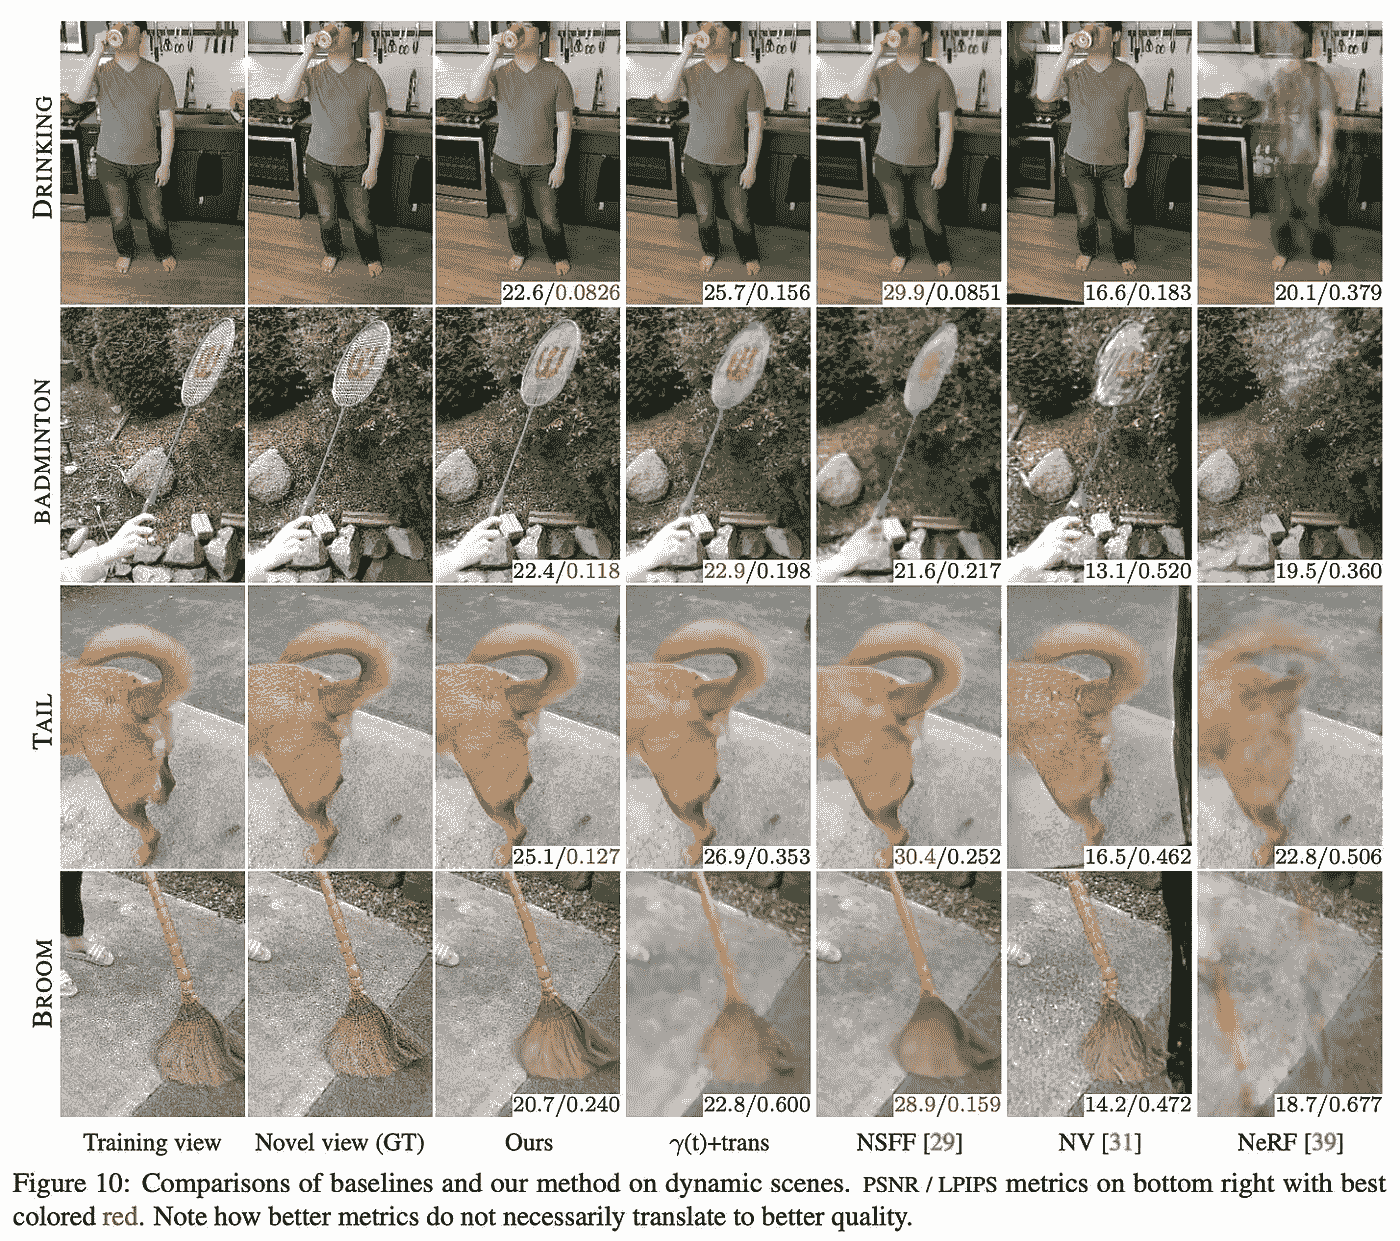 DRINKING
22.6/0.0826
25.7/0.156
29.9/0.0851
16.6/0.183
20.1/0.379
BADMINTON
22.4/0.118
22.9/0.198
21.6/0.217
13.1/0.520
19.5/0.360
TAIL
25.1/0.127
26.9/0.353
30.4/0.252
16.5/0.462
22.8/0.506
BROOM
20.7/0.240
22.8/0.600
28.9/0.159
14.2/0.472
18.7/0.677
Training view
Novel view (GT)
Ours
γ(t)+trans
NSFF [29]
NV [31]
NeRF [39]
Figure 10: Comparisons of baselines and our method on dynamic scenes. PSNR / LPIPS metrics on bottom right with best
colored red. Note how better metrics do not necessarily translate to better quality.